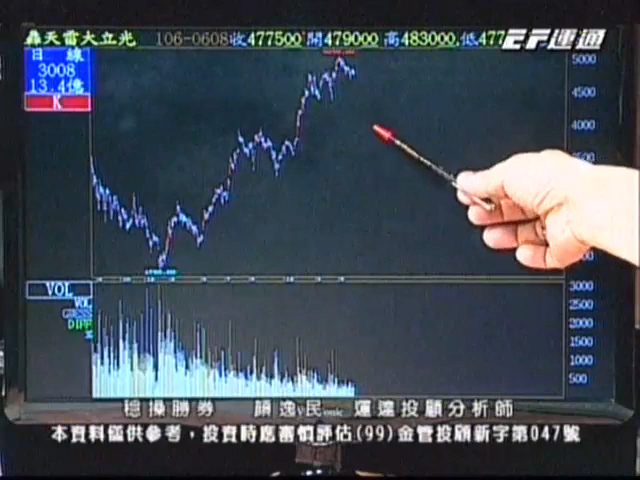 轟天雷大立光 106-0608收477500 開479000 高483000,低477
EF運通
日 線
3008
13.4億
K
5000
4500
4000
VOL
VOL
DIFF
3000
2500
2000
1500
1000
500
穩操勝券 顏逸民 運達投顧分析師
本資料僅供參考，投資時應審慎評估(99)金管投顧新字第047號